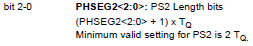 bit 2-0 PHSEG2<2:0>: PS2 Length bits
(PHSEG2<2:0> + 1) x TQ
Minimum valid setting for PS2 is 2 TQ.